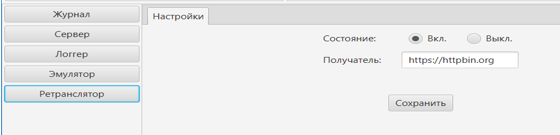 Журнал
Сервер
Логгер
Эмулятор
Ретранслятор
Настройки
Состояние: Вкл. Выкл.
Получатель: https://httpbin.org
Сохранить